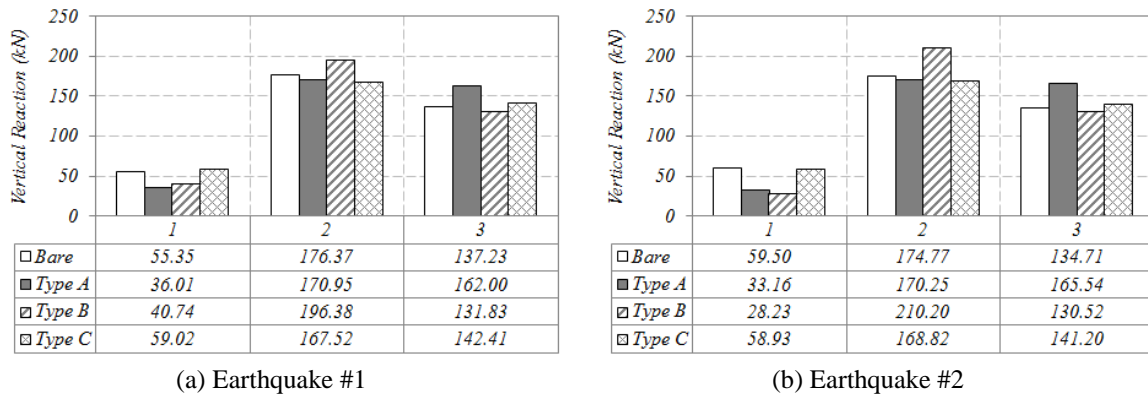 250
200
150
100
50
0
Vertical Reaction (kN)
1 2 3
Bare 55.35 176.37 137.23
Type A 36.01 170.95 162.00
Type B 40.74 196.38 131.83
Type C 59.02 167.52 142.41
(a) Earthquake #1
250
200
150
100
50
0
Vertical Reaction (kN)
1 2 3
Bare 59.50 174.77 134.71
Type A 33.16 170.25 165.54
Type B 28.23 210.20 130.52
Type C 58.93 168.82 141.20
(b) Earthquake #2